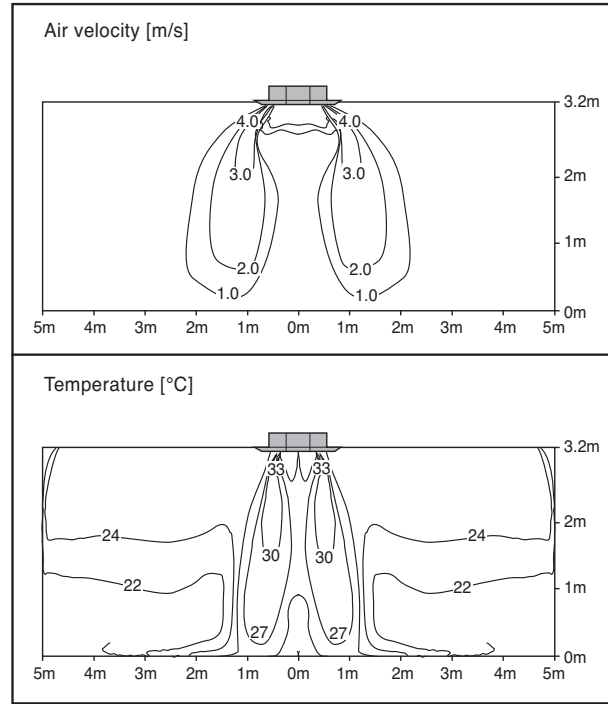 Air velocity [m/s]
3.2m
4.0 4.0
3.0 3.0
2m
1m
2.0 2.0
1.0 1.0
0m
5m 4m 3m 2m 1m 0m 1m 2m 3m 4m 5m
Temperature [°C]
3.2m
33 33
24 24
2m
30 30
22 22
1m
27 27
0m
5m 4m 3m 2m 1m 0m 1m 2m 3m 4m 5m